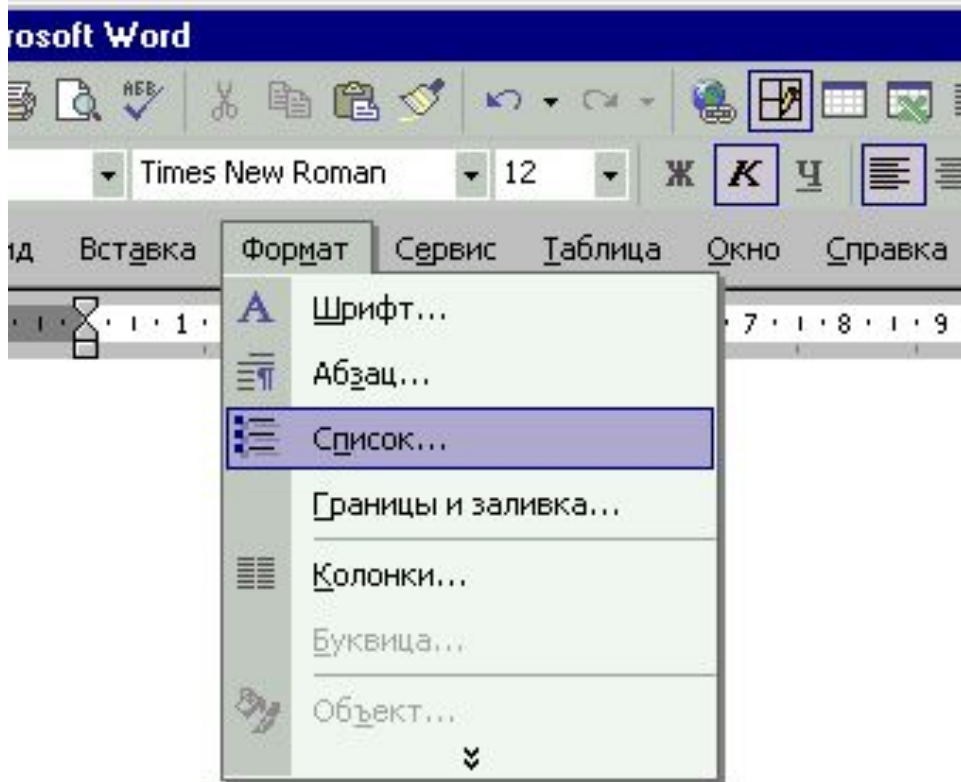 rosoft Word
Times New Roman 12 Ж К Ч
ид Вставка Формат Сервис Таблица Окно Справка
1 7 8 9
Шрифт...
Абзац...
Список...
Границы и заливка...
Колонки...
Буквица...
Объект...